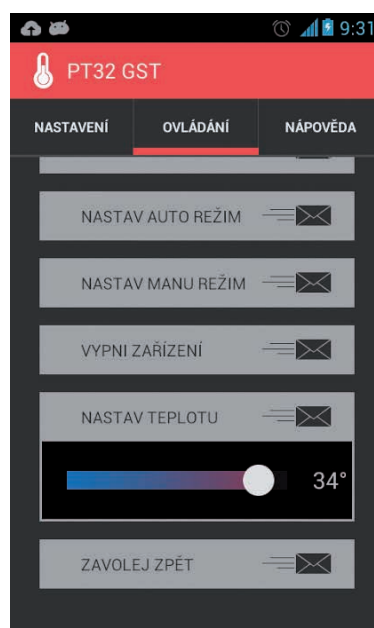 9:31
PT32 GST
NASTAVENÍ OVLÁDÁNÍ NÁPOVĚDA
NASTAV AUTO REŽIM
NASTAV MANU REŽIM
VYPNI ZAŘÍZENÍ
NASTAV TEPLOTU
34°
ZAVOLEJ ZPĚT